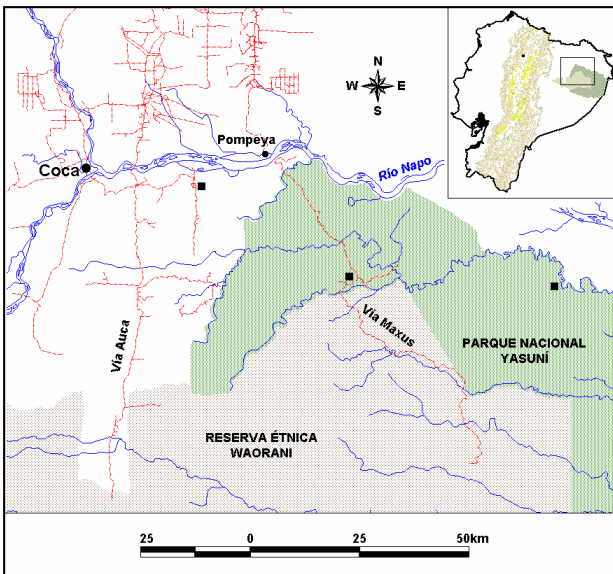 N
W E
S
Pompeya
Coca
Río Napo
Vía Auca
Vía Maxus
PARQUE NACIONAL
YASUNÍ
RESERVA ÉTNICA
WAORANI
25 0 25 50km